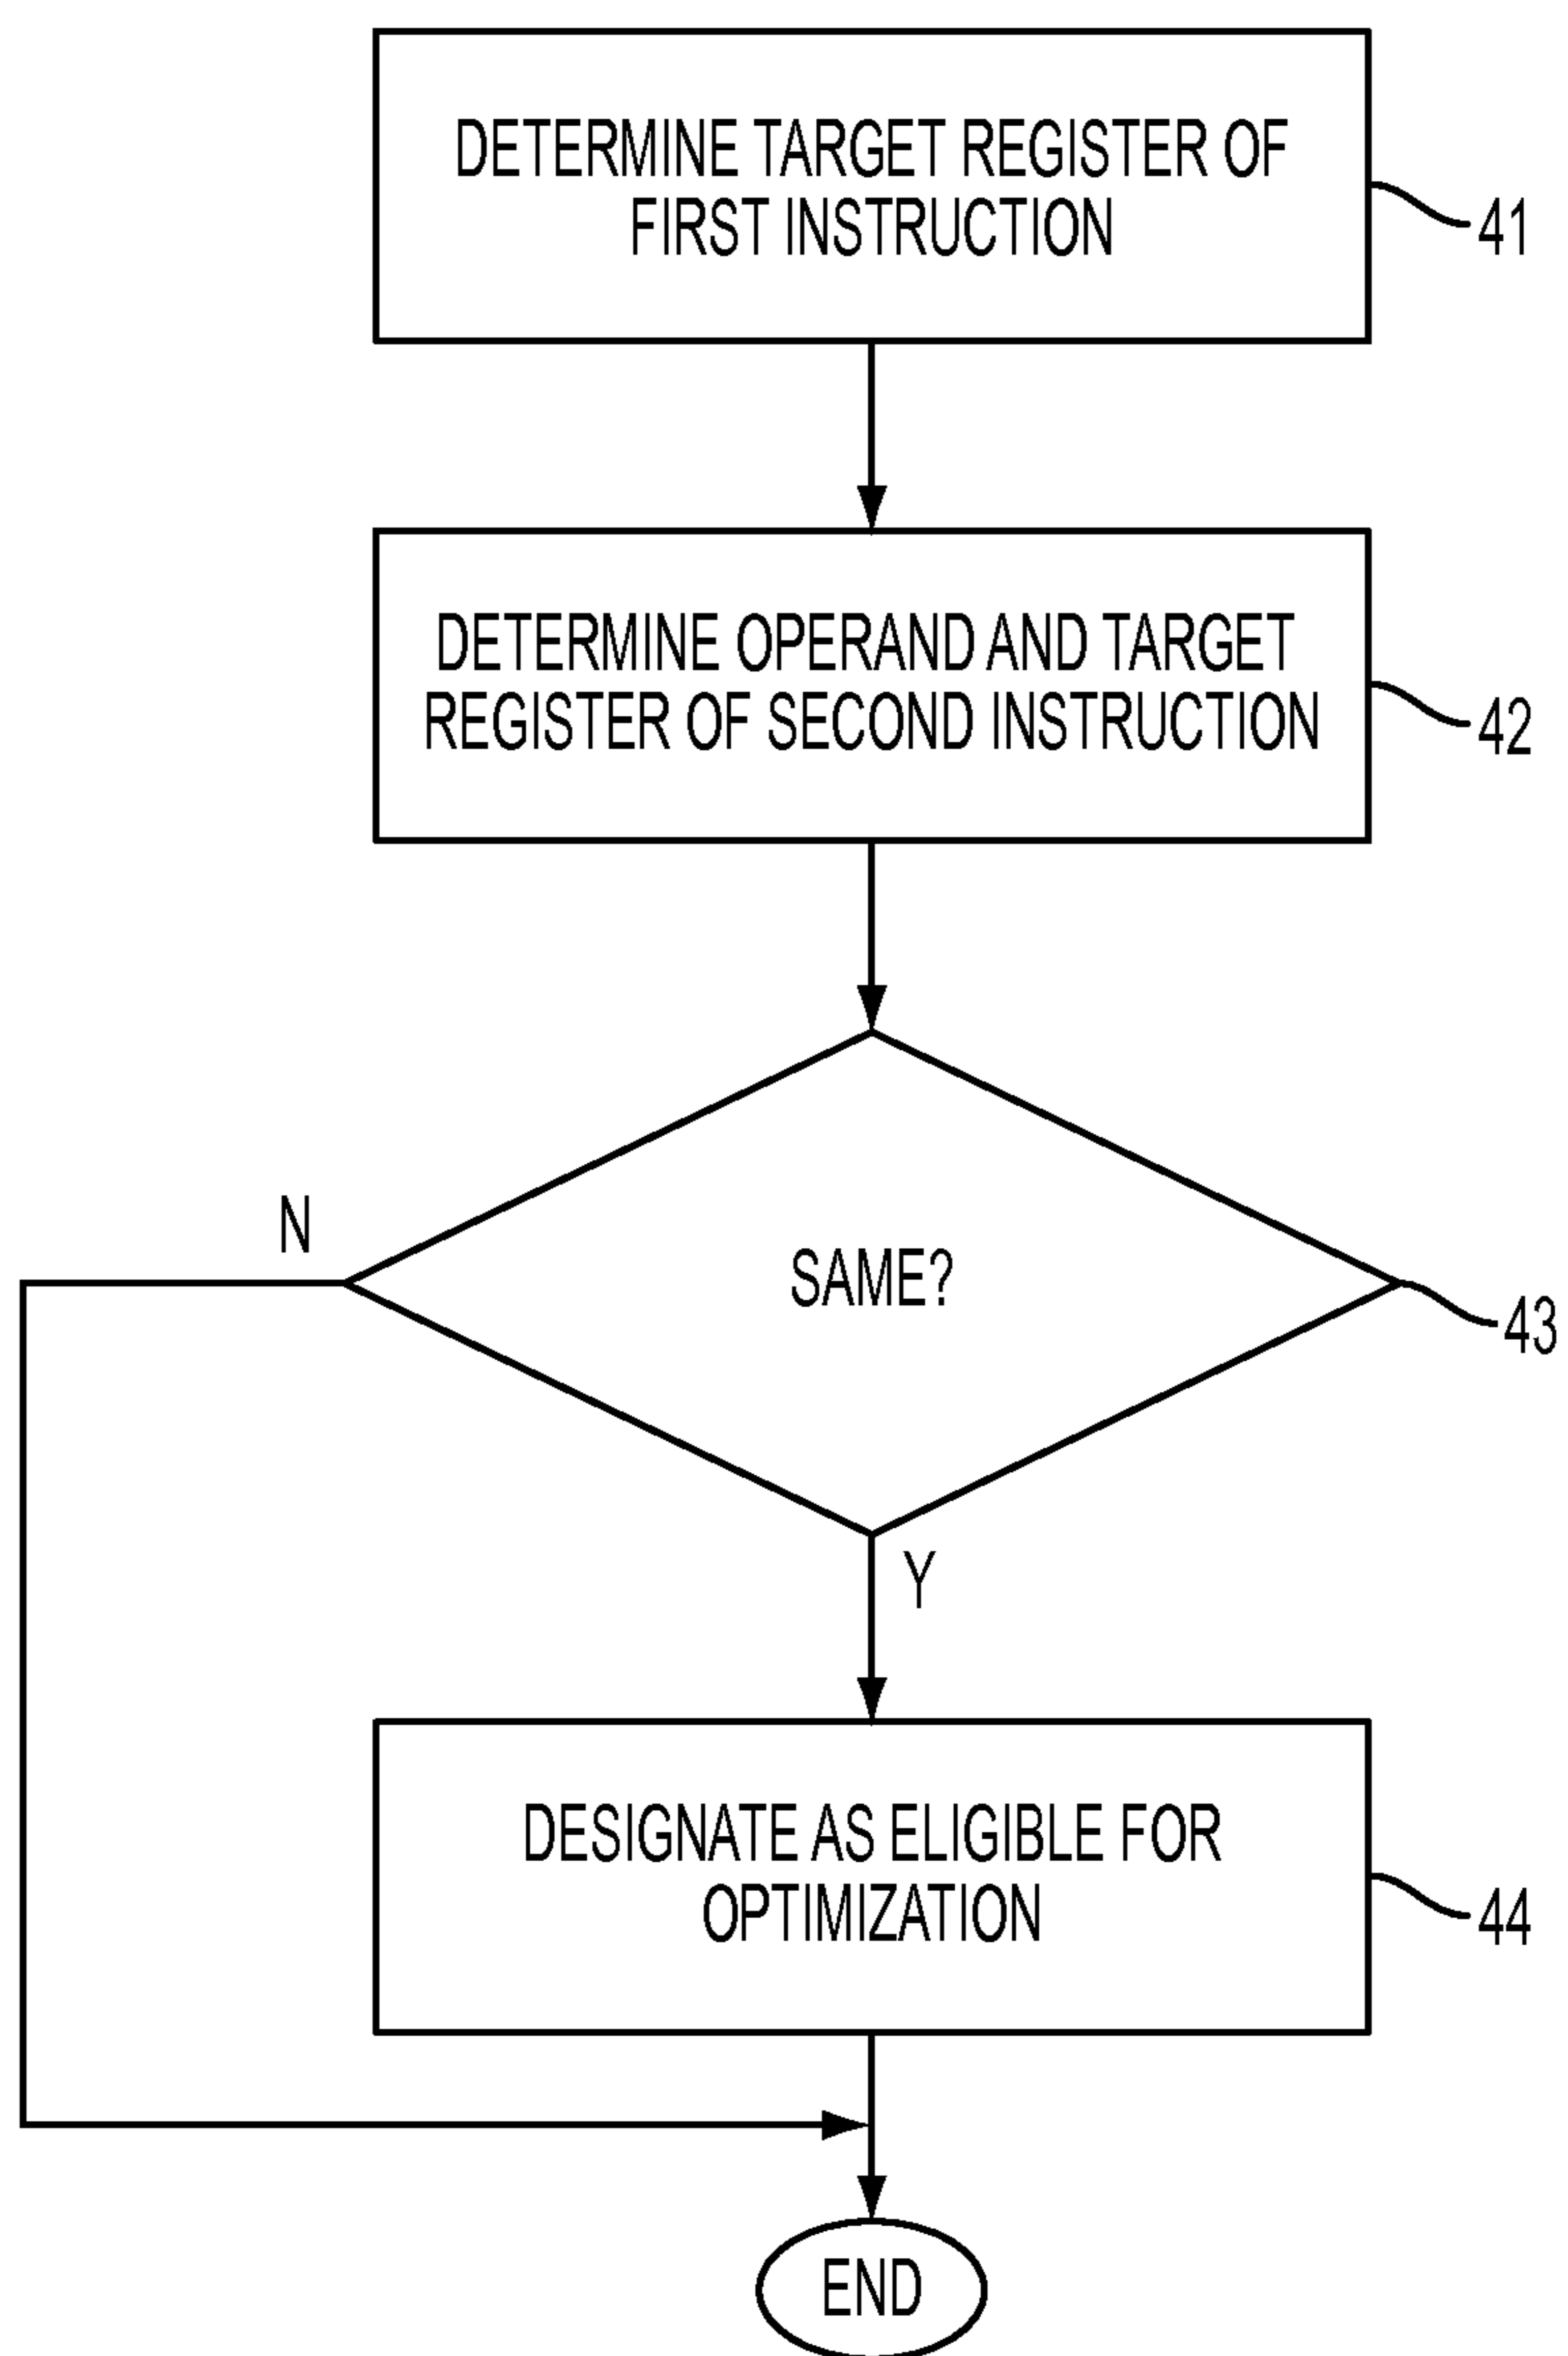 DETERMINE TARGET REGISTER OF
FIRST INSTRUCTION
41
DETERMINE OPERAND AND TARGET
REGISTER OF SECOND INSTRUCTION
42
N
SAME?
43
Y
DESIGNATE AS ELIGIBLE FOR
OPTIMIZATION
44
END